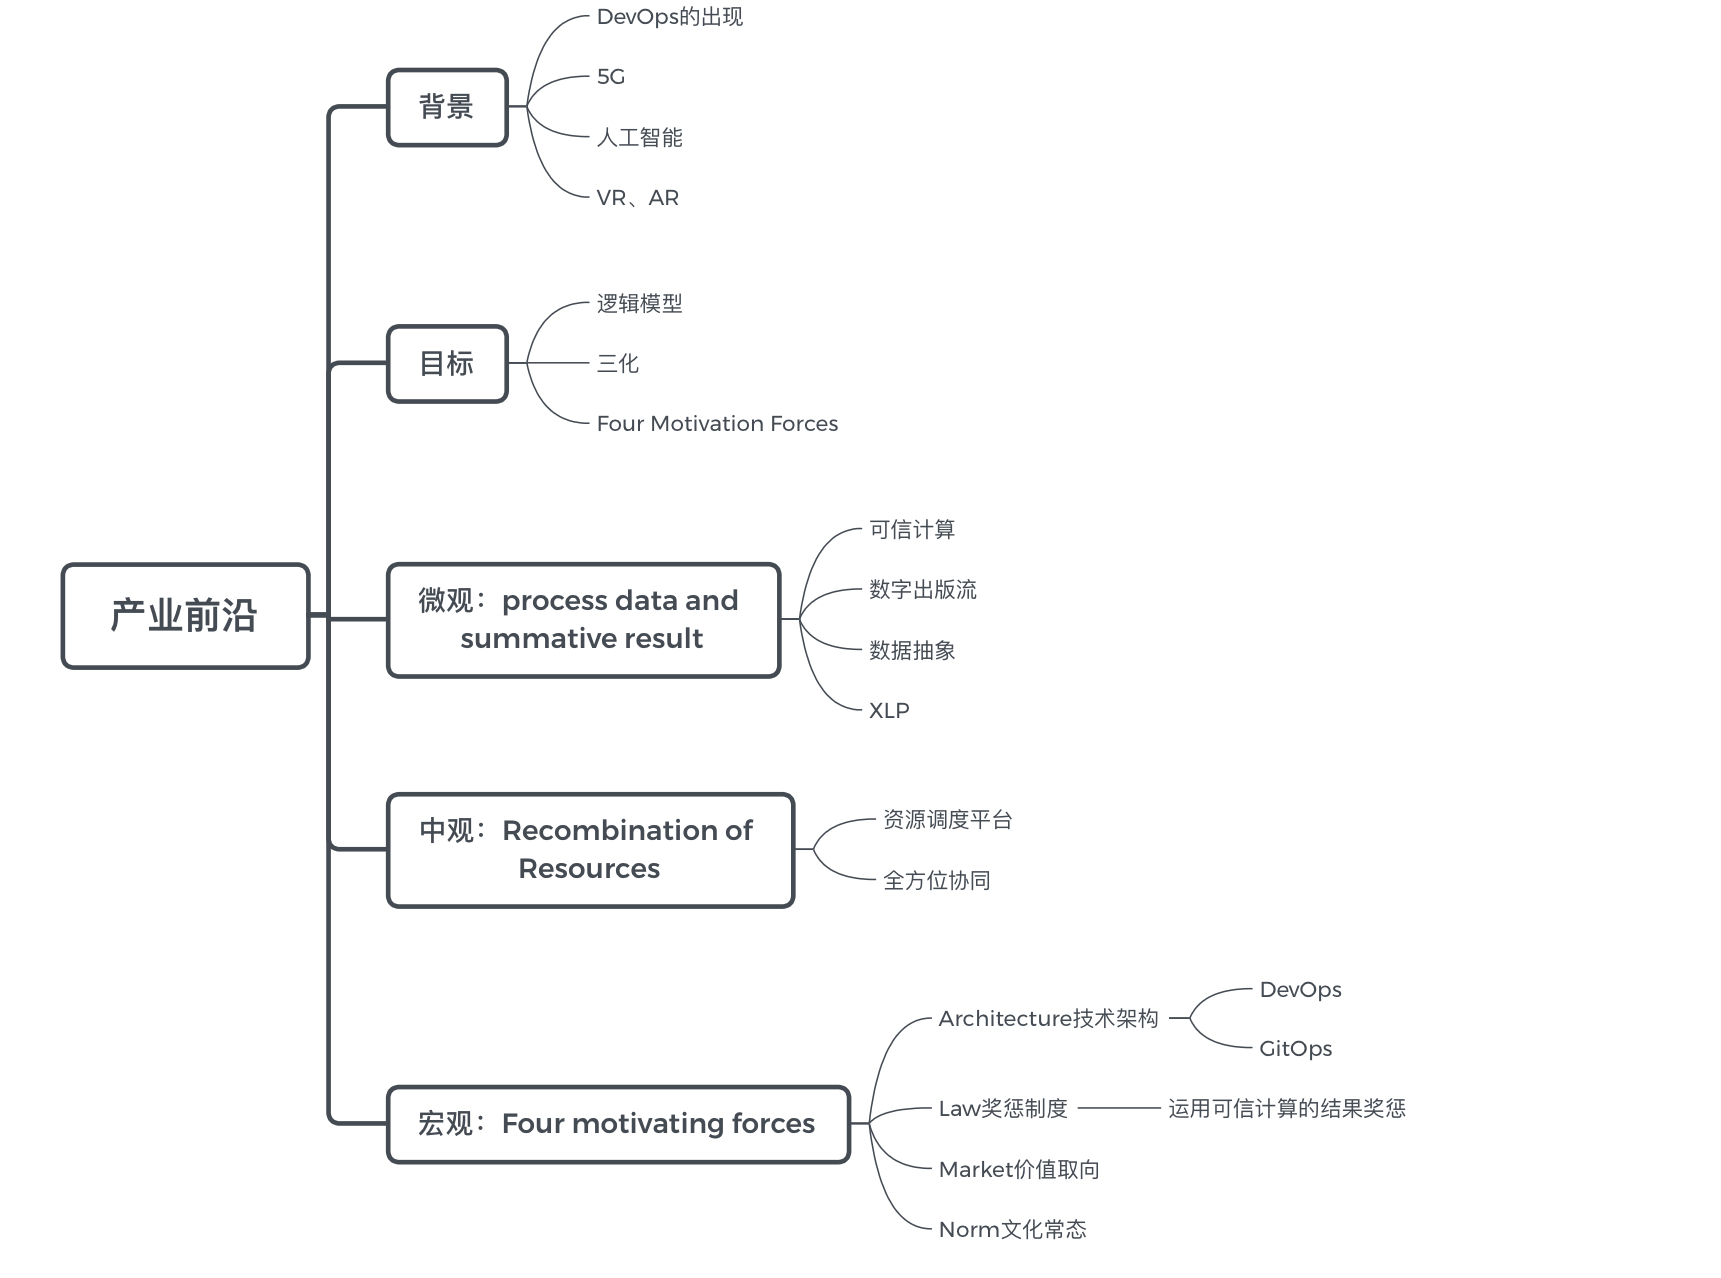 产业前沿
背景
DevOps的出现
5G
人工智能
VR、AR
目标
逻辑模型
三化
Four Motivation Forces
微观：process data and
summative result
可信计算
数字出版流
数据抽象
XLP
中观：Recombination of
Resources
资源调度平台
全方位协同
宏观：Four motivating forces
Architecture技术架构
DevOps
GitOps
Law奖惩制度
运用可信计算的结果奖惩
Market价值取向
Norm文化常态